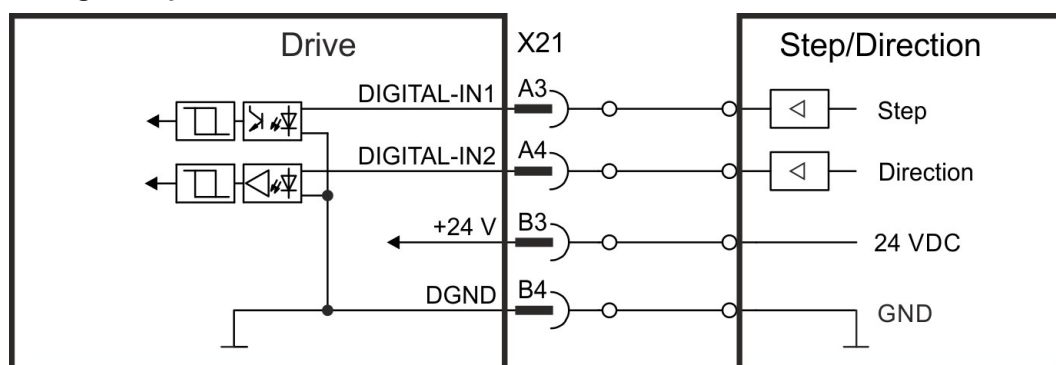 Drive
X21
Step/Direction
DIGITAL-IN1
A3
Step
DIGITAL-IN2
A4
Direction
+24 V
B3
24 VDC
DGND
B4
GND